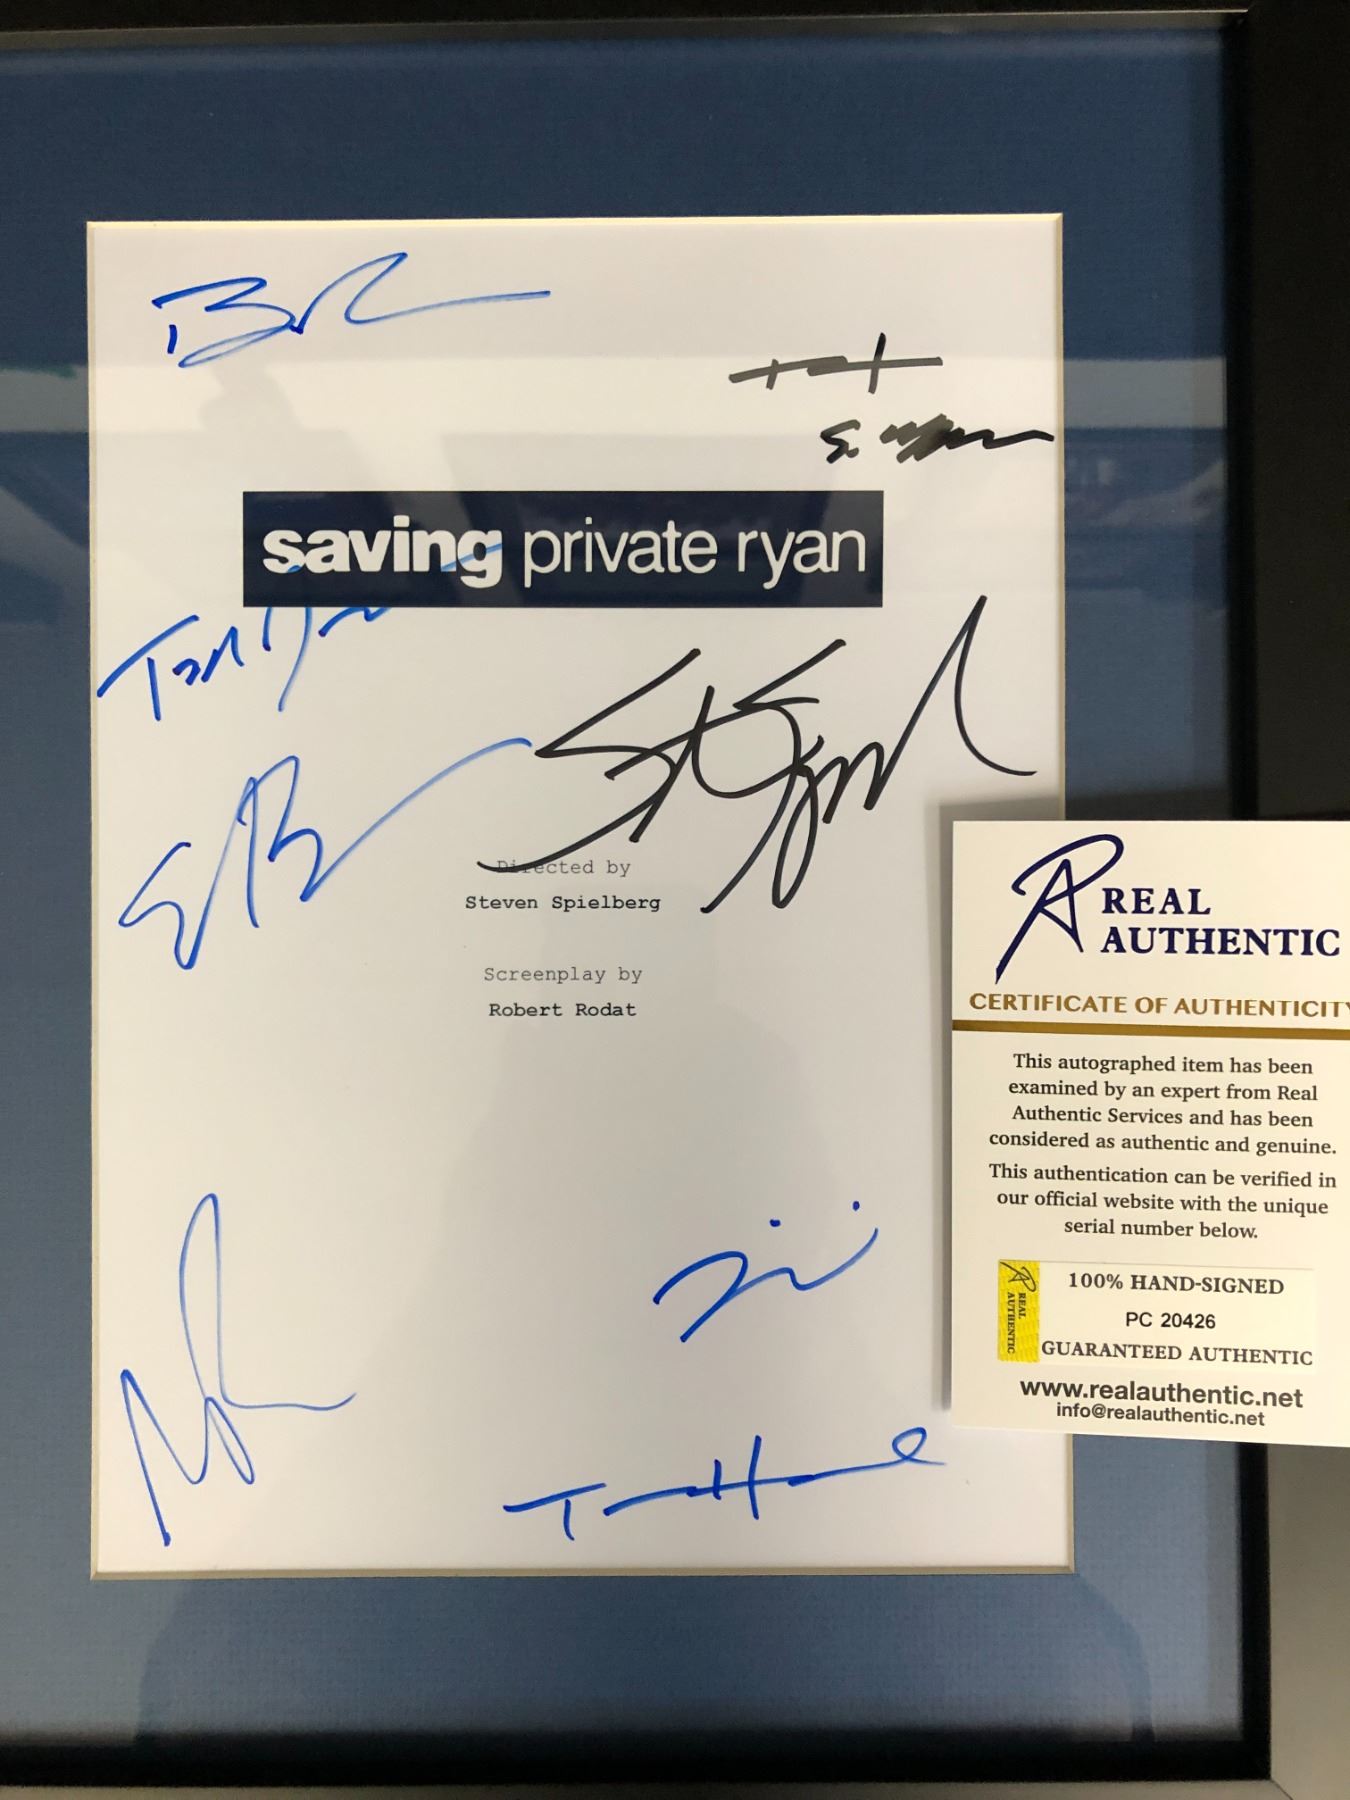 saving private ryan
Directed by
Steven Spielberg
Screenplay by
Robert Rodat
REAL
AUTHENTIC
CERTIFICATE OF AUTHENTICITY
This autographed item has been
examined by an expert from Real
Authentic Services and has been
considered as authentic and genuine.
This authentication can be verified in
our official website with the unique
serial number below.
REAL
AUTHENTIC
100% HAND-SIGNED
PC 20426
GUARANTEED AUTHENTIC
www.realauthentic.net
info@realauthentic.net